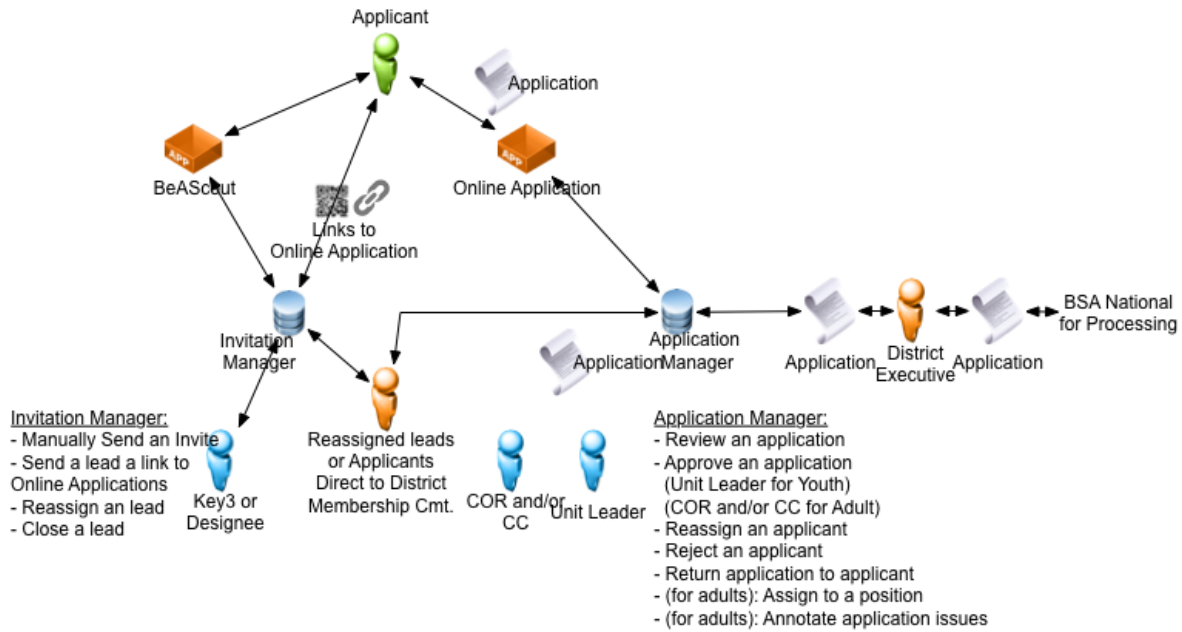 Applicant
Application
APP
BeAScout
APP
Online Application
Links to
Online Application
Invitation
Manager
Application
Application
Manager
Application
District
Executive
Application
BSA National
for Processing
Invitation Manager:
- Manually Send an Invite
- Send a lead a link to
Online Applications
- Reassign an lead
- Close a lead
Key3 or
Designee
Reassigned leads
or Applicants
Direct to District
Membership Cmt.
COR and/or
CC
Unit Leader
Application Manager:
- Review an application
- Approve an application
(Unit Leader for Youth)
(COR and/or CC for Adult)
- Reassign an applicant
- Reject an applicant
- Return application to applicant
- (for adults): Assign to a position
- (for adults): Annotate application issues